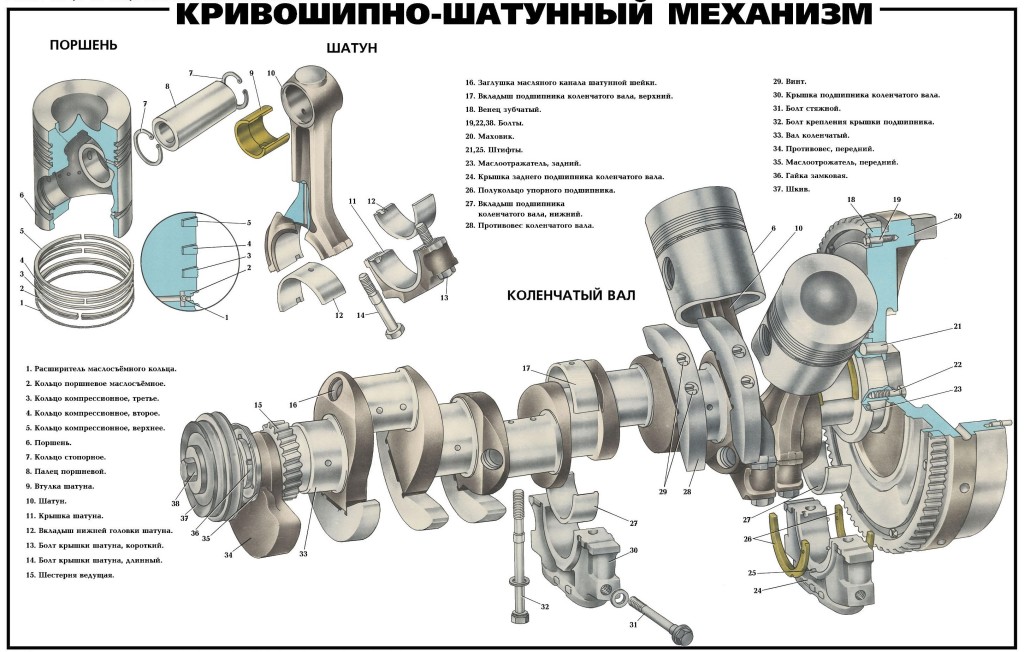 КРИВОШИПНО-ШАТУННЫЙ МЕХАНИЗМ
ПОРШЕНЬ
ШАТУН
7
8
7
9
10
6
5
4
3
2
1
5
4
3
2
1
11
12
12
13
14
16. Заглушка масляного канала шатунной шейки.
17. Вкладыш подшипника коленчатого вала, верхний.
18. Венец зубчатый.
19,22,38. Болты.
20. Маховик.
21,25. Штифты.
23. Маслоотражатель, задний.
24. Крышка заднего подшипника коленчатого вала.
26. Полукольцо упорного подшипника.
27. Вкладыш подшипника
коленчатого вала, нижний.
28. Противовес коленчатого вала.
29. Винт.
30. Крышка подшипника коленчатого вала.
31. Болт стяжной.
32. Болт крепления крышки подшипника.
33. Вал коленчатый.
34. Противовес, передний.
35. Маслоотрожатель, передний.
36. Гайка замковая.
37. Шкив.
КОЛЕНЧАТЫЙ ВАЛ
1. Расширитель маслосъёмного кольца.
2. Кольцо поршневое маслосъёмное.
3. Кольцо компрессионное, третье.
4. Кольцо компрессионное, второе.
5. Кольцо компрессионное, верхнее.
6. Поршень.
7. Кольцо стопорное.
8. Палец поршневой.
9. Втулка шатуна.
10. Шатун.
11. Крышка шатуна.
12. Вкладыш нижней головки шатуна.
13. Болт крышки шатуна, короткий.
14. Болт крышки шатуна, длинный.
15. Шестерня ведущая.
6
10
18
19
20
21
22
23
17
16
15
38
37
36
35
34
33
29
28
27
30
32
31
27
26
25
24